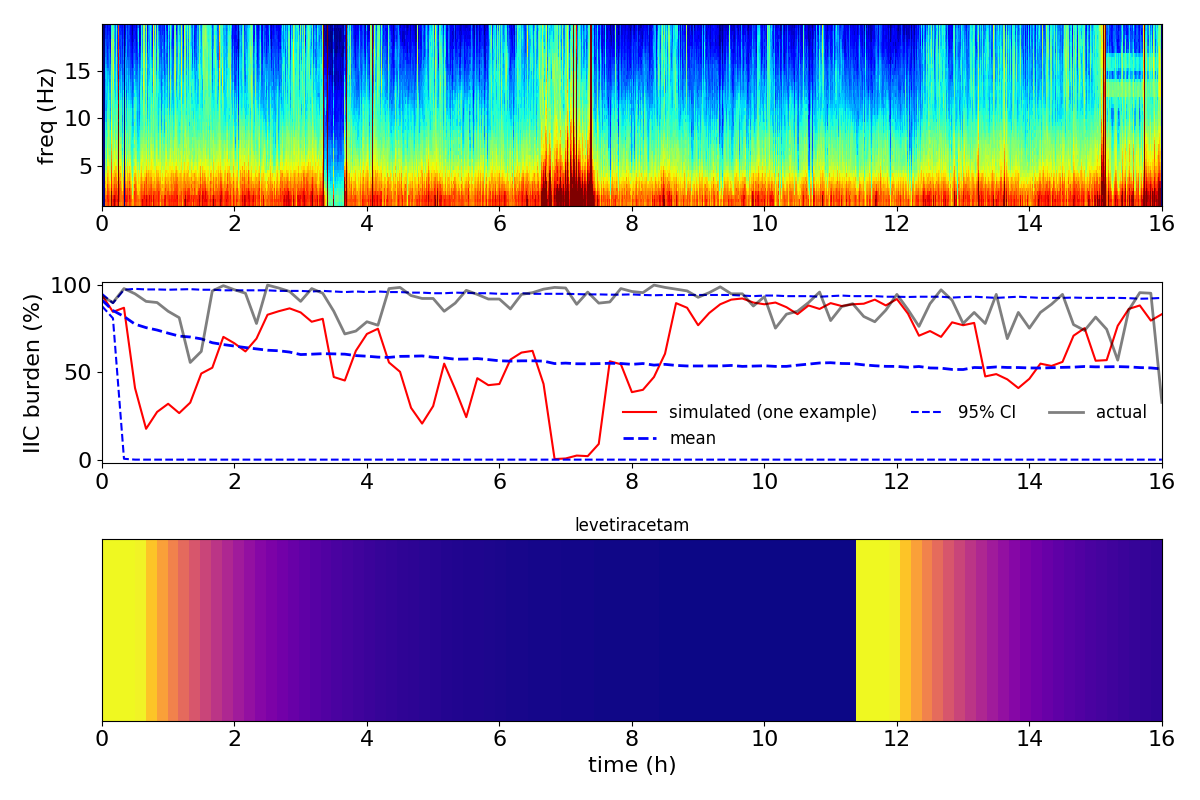 freq (Hz)
15
10
5
0 2 4 6 8 10 12 14 16
IIC burden (%)
100
50
0
simulated (one example) 95% CI actual
mean
0 2 4 6 8 10 12 14 16
levetiracetam
0 2 4 6 8 10 12 14 16
time (h)